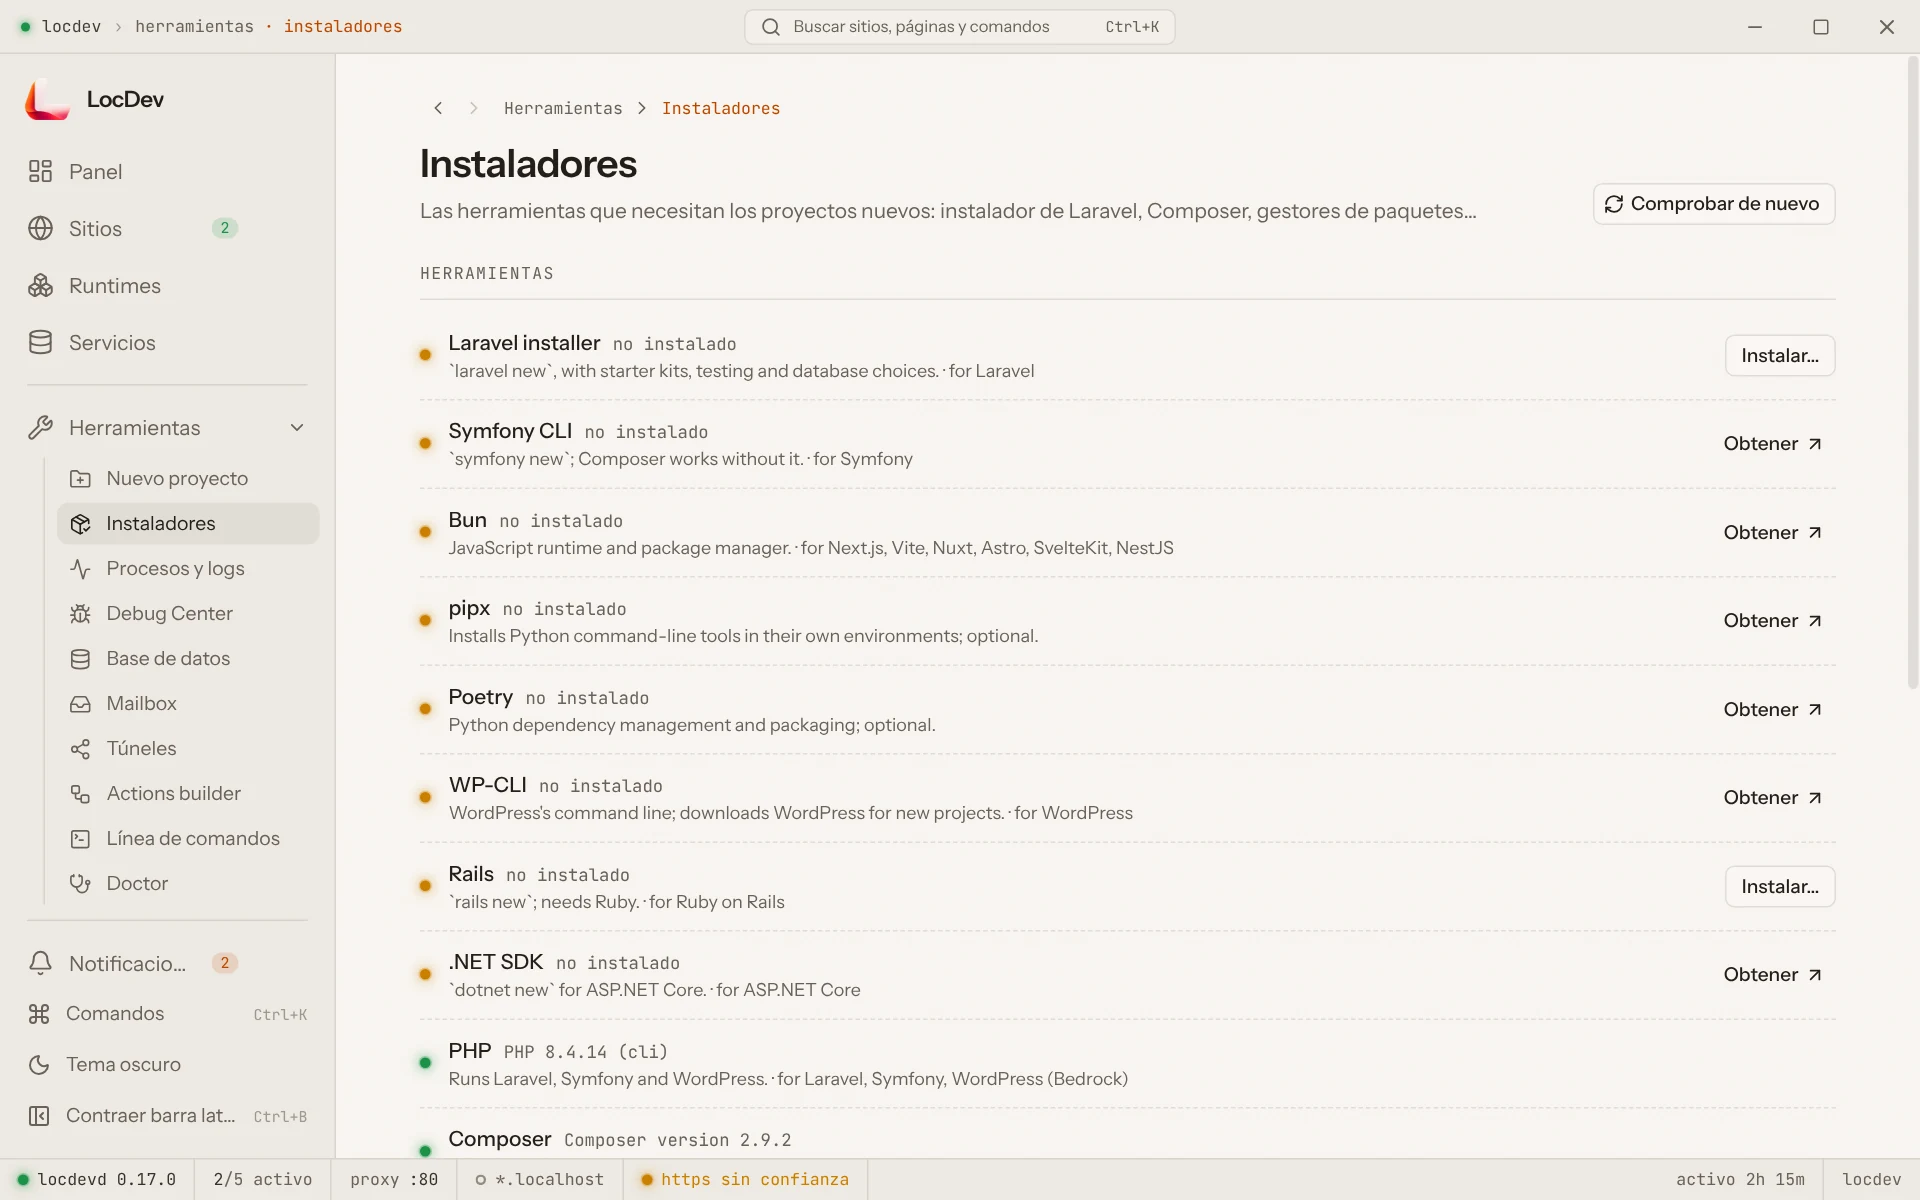 locdev › herramientas · instaladores
Buscar sitios, páginas y comandos Ctrl+K
LocDev
Panel
Sitios 2
Runtimes
Servicios
Herramientas
Nuevo proyecto
Instaladores
Procesos y logs
Debug Center
Base de datos
Mailbox
Túneles
Actions builder
Línea de comandos
Doctor
Notificacio... 2
Comandos Ctrl+K
Tema oscuro
Contraer barra lat... Ctrl+B
Herramientas > Instaladores
Instaladores
Las herramientas que necesitan los proyectos nuevos: instalador de Laravel, Composer, gestores de paquetes...
Comprobar de nuevo
HERRAMIENTAS
Laravel installer no instalado
`laravel new`, with starter kits, testing and database choices. · for Laravel
Instalar...
Symfony CLI no instalado
`symfony new`; Composer works without it. · for Symfony
Obtener
Bun no instalado
JavaScript runtime and package manager. · for Next.js, Vite, Nuxt, Astro, SvelteKit, NestJS
Obtener
pipx no instalado
Installs Python command-line tools in their own environments; optional.
Obtener
Poetry no instalado
Python dependency management and packaging; optional.
Obtener
WP-CLI no instalado
WordPress's command line; downloads WordPress for new projects. · for WordPress
Obtener
Rails no instalado
`rails new`; needs Ruby. · for Ruby on Rails
Instalar...
.NET SDK no instalado
`dotnet new` for ASP.NET Core. · for ASP.NET Core
Obtener
PHP PHP 8.4.14 (cli)
Runs Laravel, Symfony and WordPress. · for Laravel, Symfony, WordPress (Bedrock)
Composer Composer version 2.9.2
locdevd 0.17.0 2/5 activo proxy :80 *.localhost https sin confianza activo 2h 15m locdev